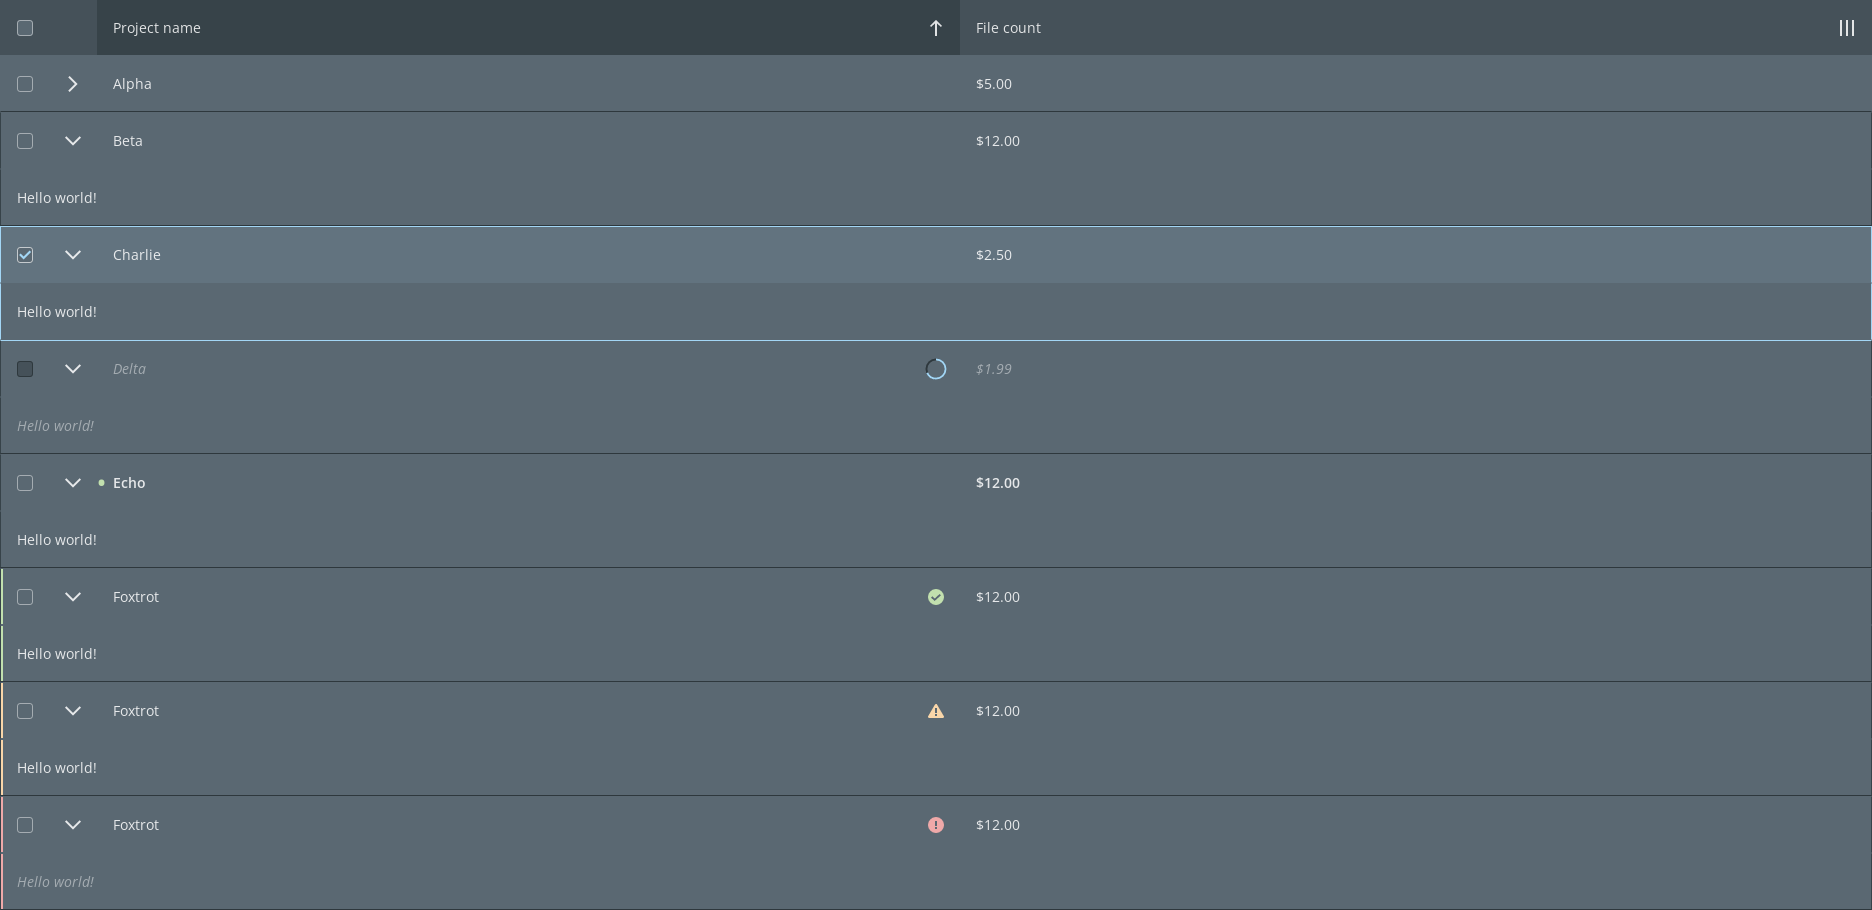 Project name File count
Alpha $5.00
Beta $12.00
Hello world!
Charlie $2.50
Hello world!
Delta $1.99
Hello world!
Echo $12.00
Hello world!
Foxtrot $12.00
Hello world!
Foxtrot $12.00
Hello world!
Foxtrot $12.00
Hello world!